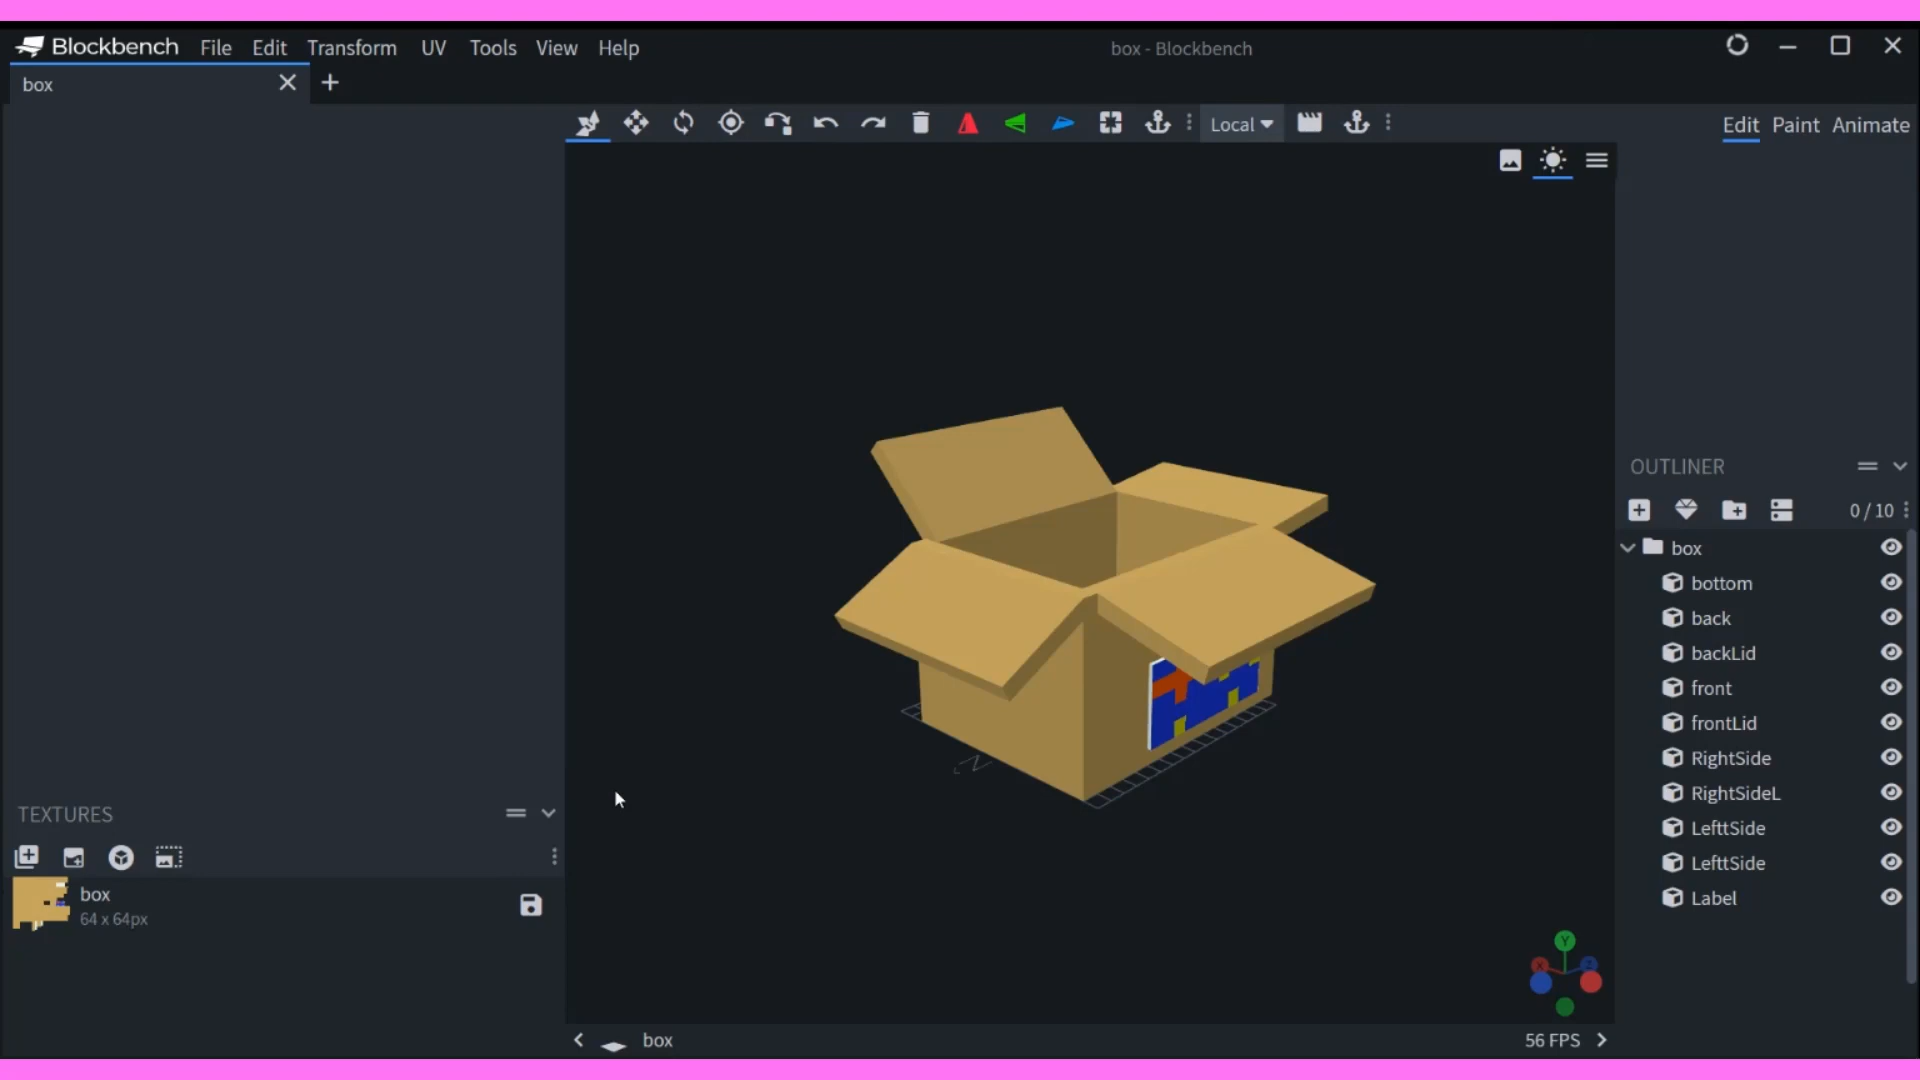 Blockbench File Edit Transform UV Tools View Help
box - Blockbench
box
Local
Edit Paint Animate
OUTLINER
0 / 10
box
bottom
back
backLid
front
frontLid
RightSide
RightSideL
LefttSide
LefttSide
Label
TEXTURES
box
64 x 64px
N
Y
X
Z
box
56 FPS